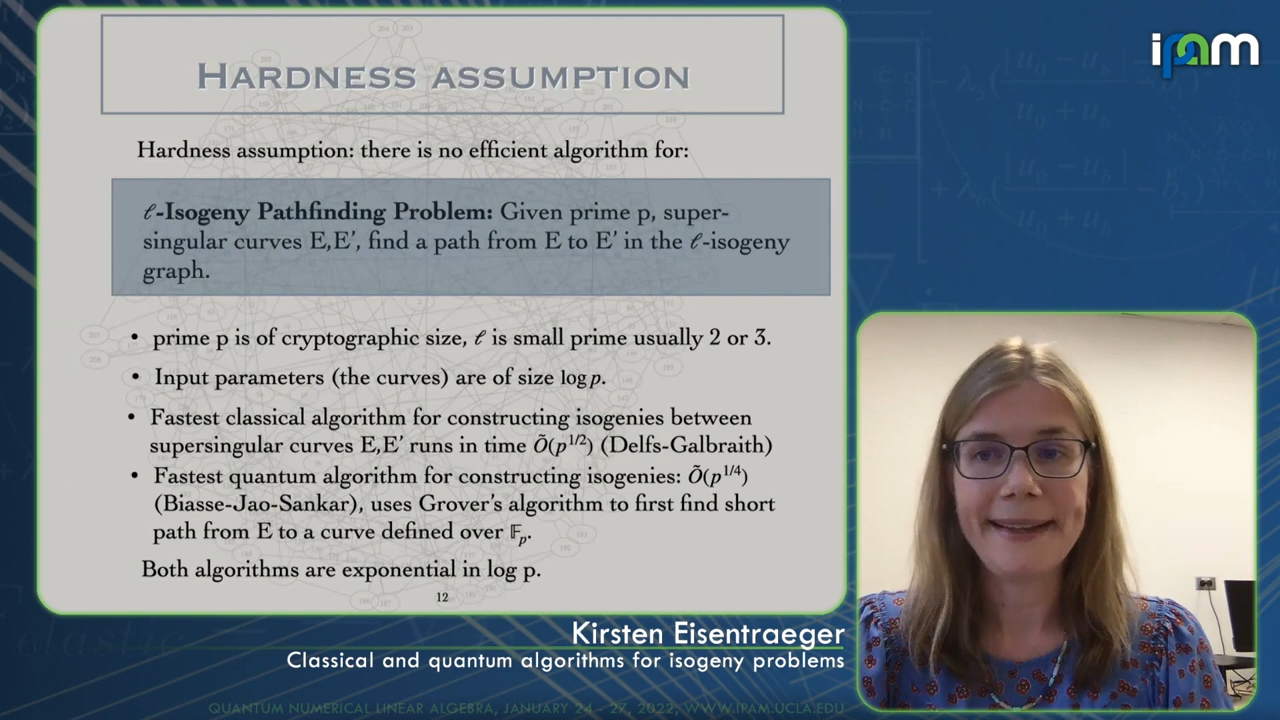 HARDNESS ASSUMPTION
Hardness assumption: there is no efficient algorithm for:
ℓ-Isogeny Pathfinding Problem: Given prime p, super-
singular curves E,E', find a path from E to E' in the ℓ-isogeny
graph.
• prime p is of cryptographic size, ℓ is small prime usually 2 or 3.
• Input parameters (the curves) are of size log p.
• Fastest classical algorithm for constructing isogenies between
supersingular curves E,E' runs in time Õ(p^{1/2}) (Delfs-Galbraith)
• Fastest quantum algorithm for constructing isogenies: Õ(p^{1/4})
(Biasse-Jao-Sankar), uses Grover's algorithm to first find short
path from E to a curve defined over 𝔽_p.
Both algorithms are exponential in log p.
12
ipam
Kirsten Eisentraeger
Classical and quantum algorithms for isogeny problems
QUANTUM NUMERICAL LINEAR ALGEBRA, JANUARY 24 - 27, 2022, WWW.IPAM.UCLA.EDU